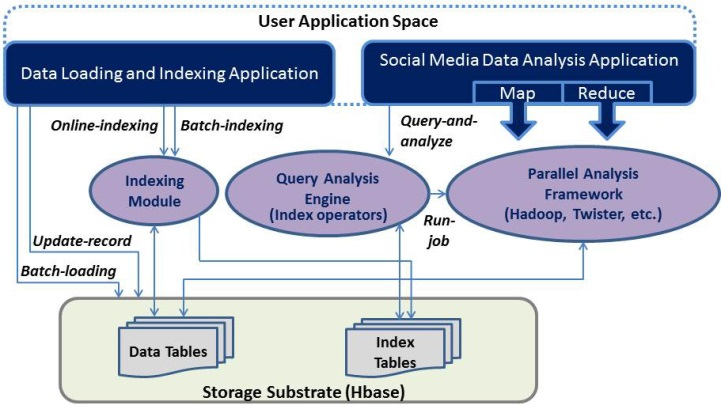 User Application Space
Data Loading and Indexing Application
Social Media Data Analysis Application
Map
Reduce
Online-indexing
Batch-indexing
Query-and-
analyze
Indexing
Module
Query Analysis
Engine
(Index operators)
Parallel Analysis
Framework
(Hadoop, Twister, etc.)
Run-
job
Update-record
Batch-loading
Data Tables
Index
Tables
Storage Substrate (Hbase)